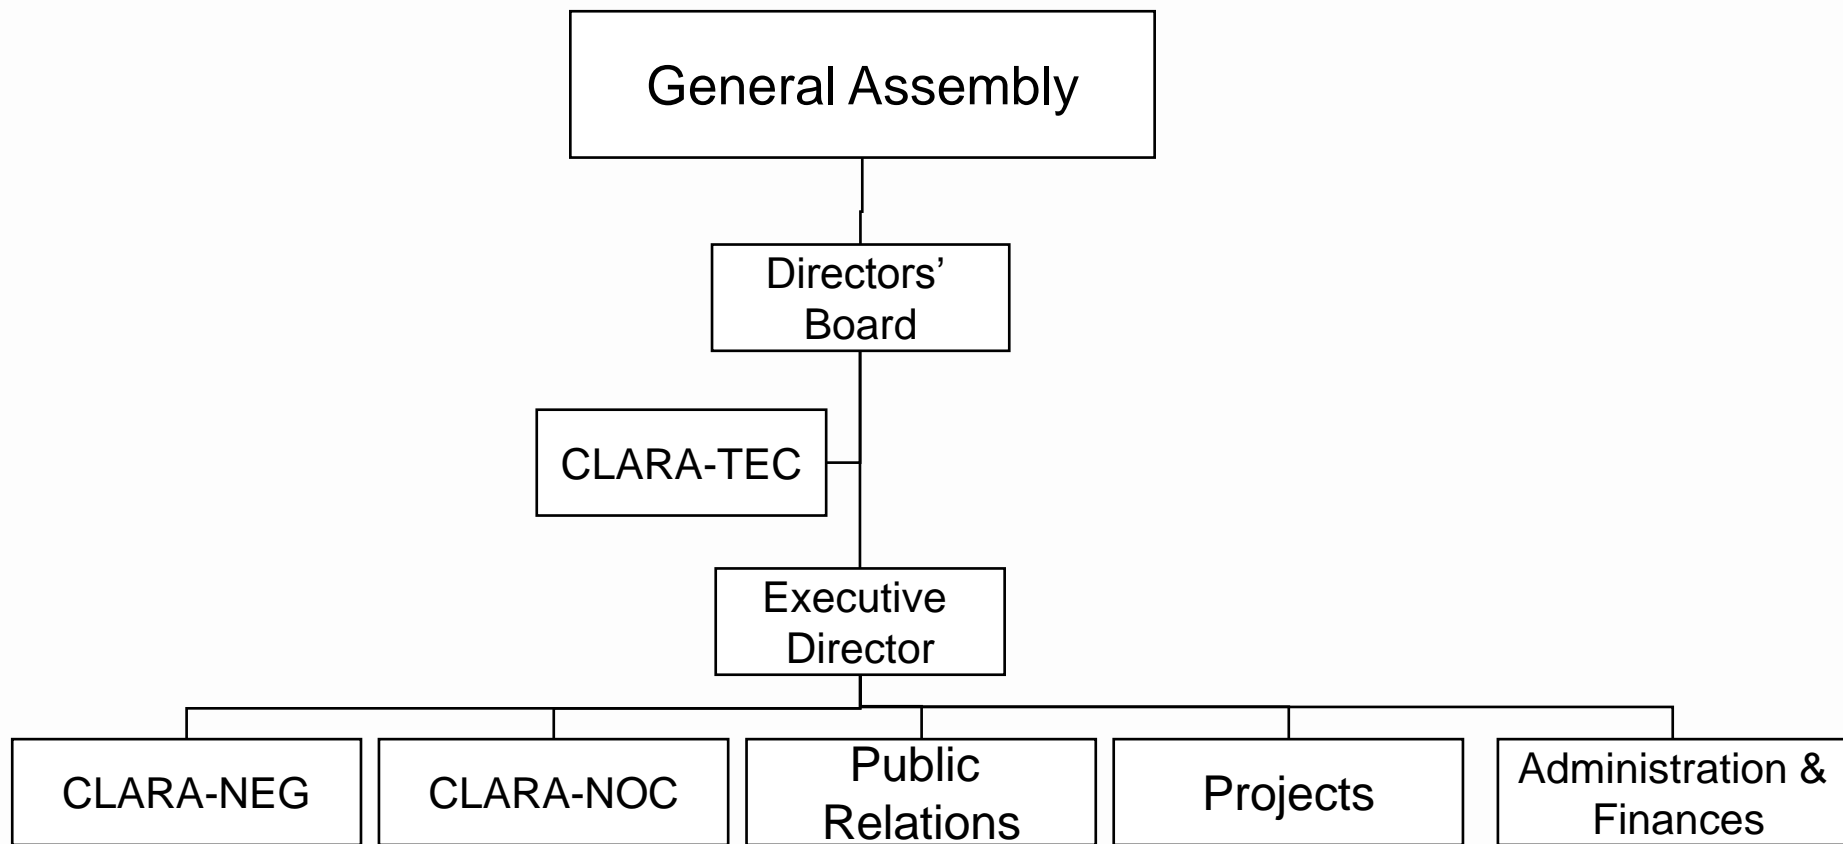 General Assembly
Directors’
Board
CLARA-TEC
Executive
Director
CLARA-NEG
CLARA-NOC
Public
Relations
Projects
Administration &
Finances